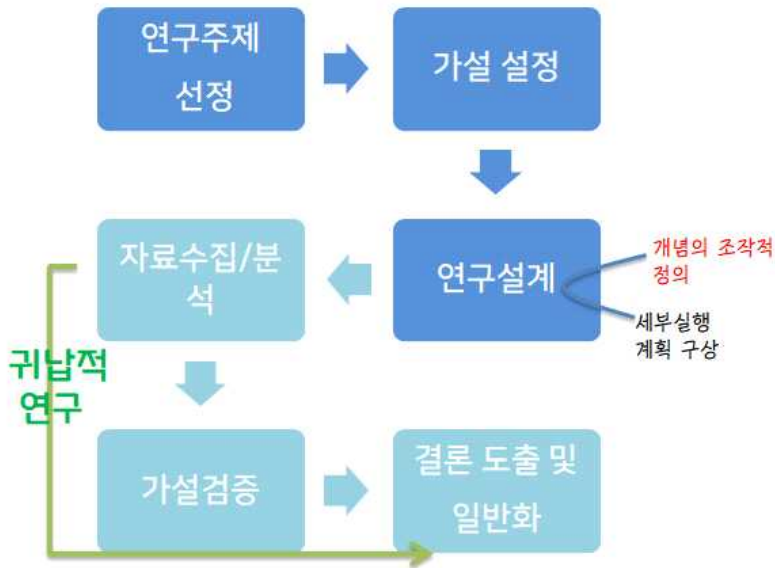 연구주제
선정
가설 설정
자료수집/분
석
연구설계
개념의 조작적
정의
세부실행
계획 구상
귀납적
연구
가설검증
결론 도출 및
일반화